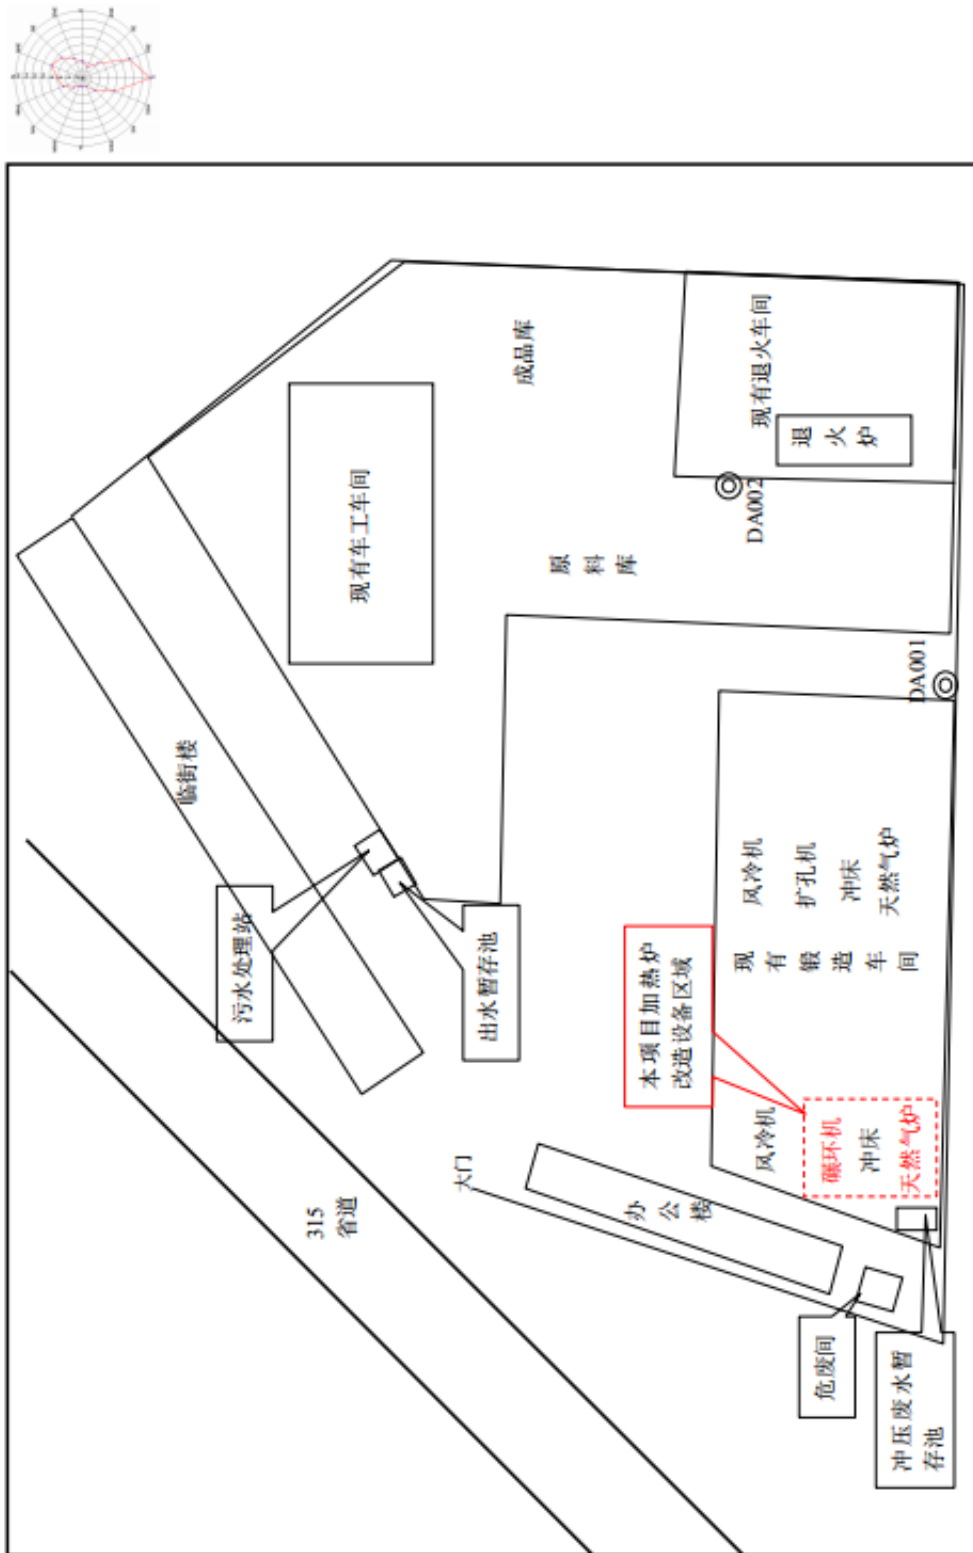 成品库
现有退火车间
退火炉
现有车工车间
DA002
原料库
DA001
临街楼
污水处理站
出水暂存池
风冷机
扩孔机
冲床
天然气炉
现有锻造车间
本项目加热炉
改造设备区域
风冷机
碾环机
冲床
天然气炉
大门
315
省道
办公楼
危废间
冲压废水暂
存池